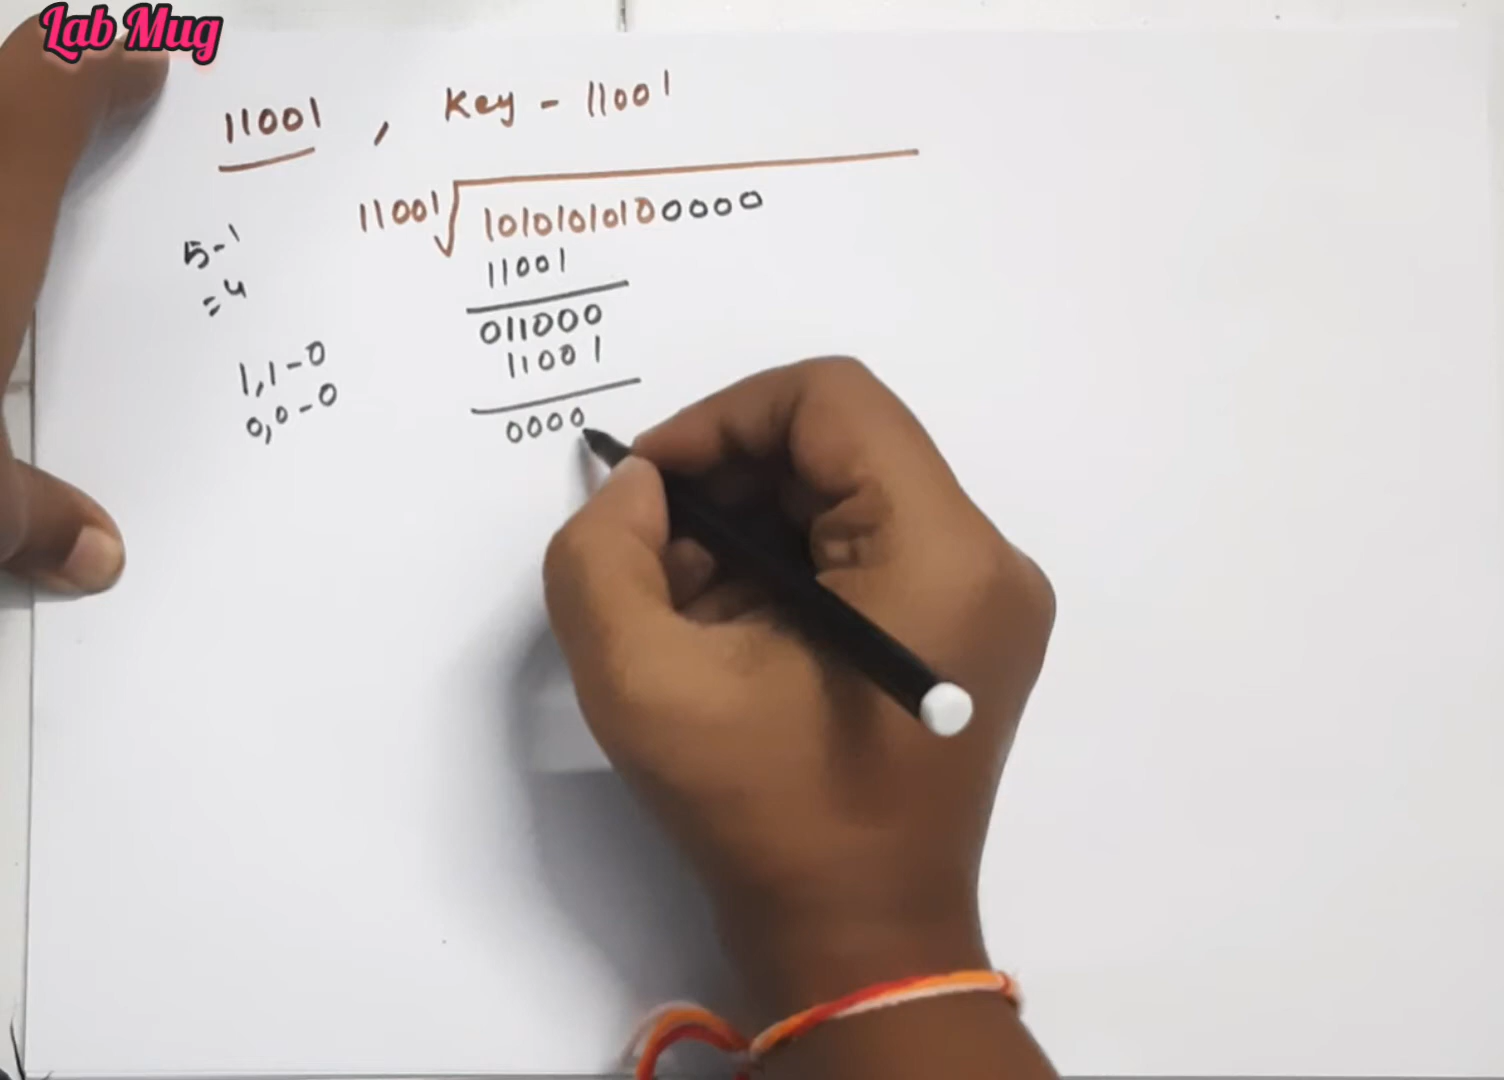 Lab Mug
11001 , Key - 11001
11001 10101010100000
5-1 11001
=4 011000
1,1-0 11001
0,0-0 0000